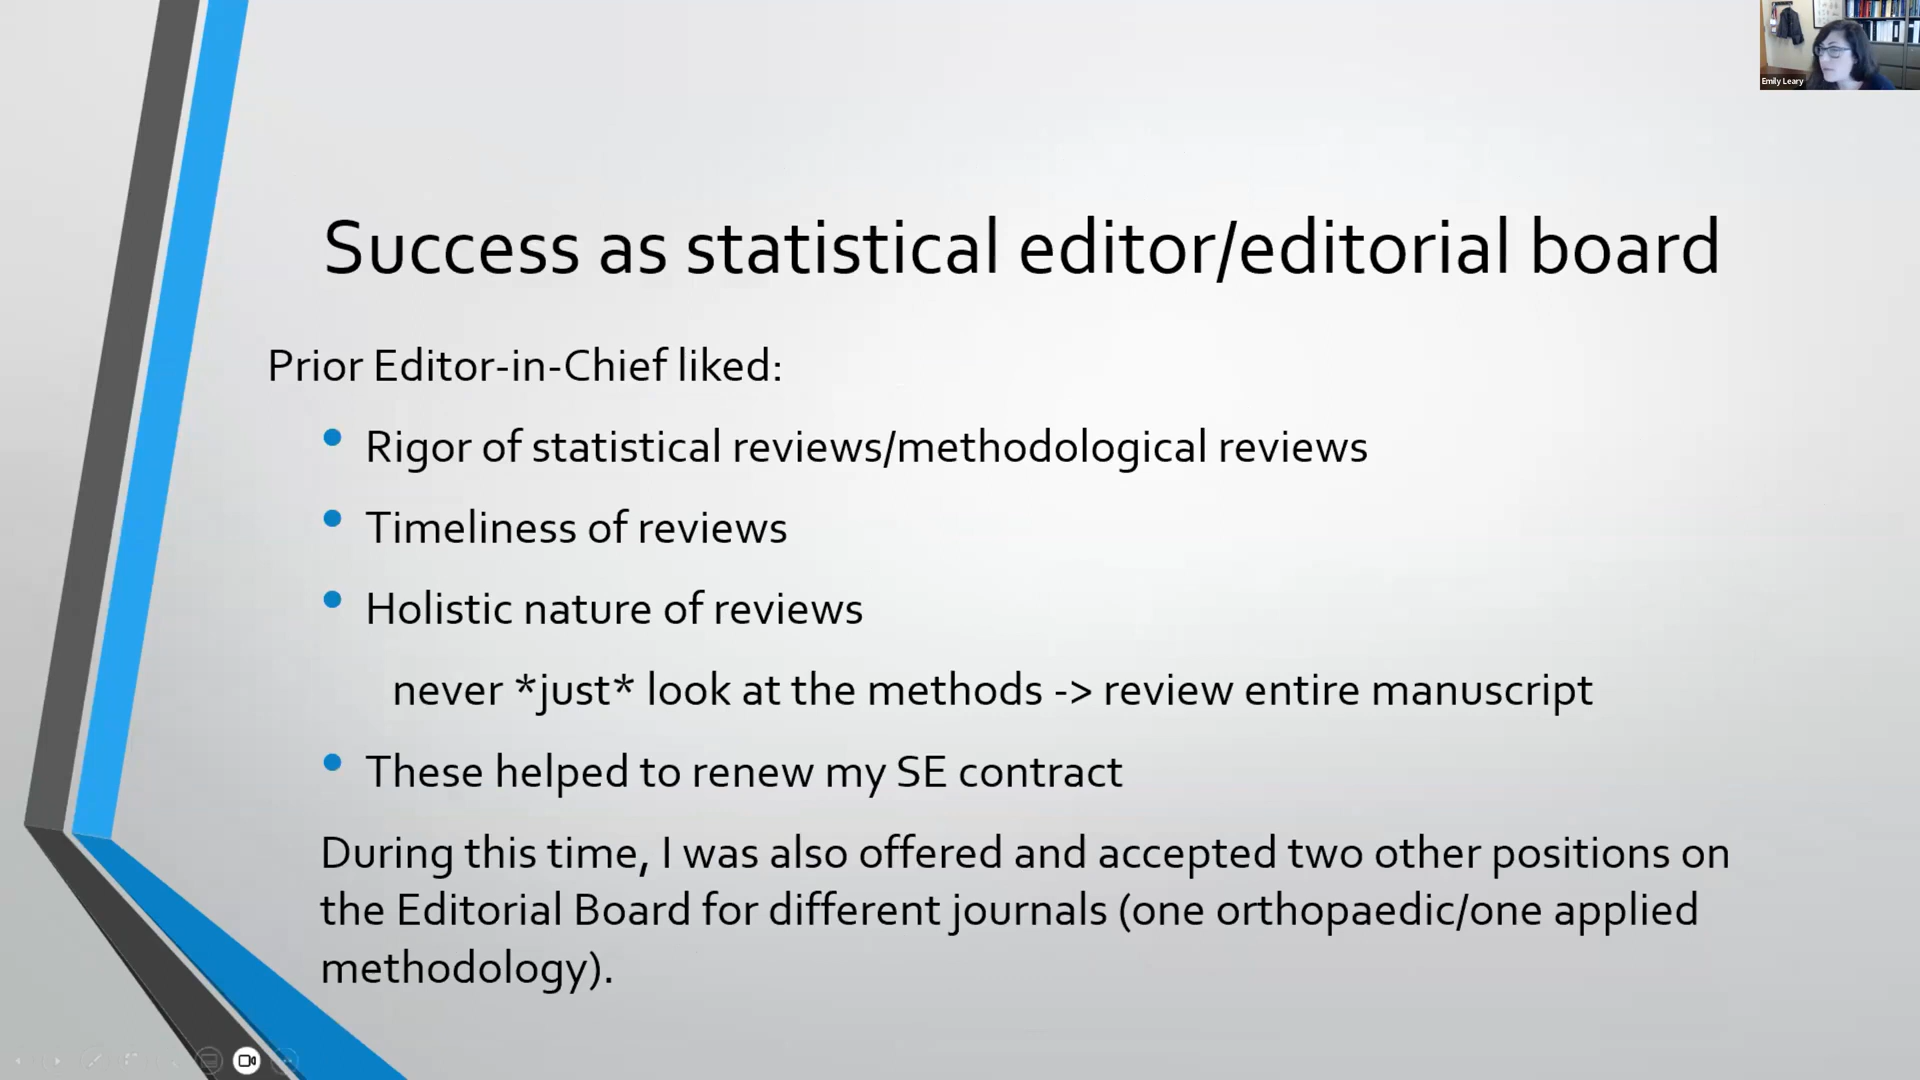 Emily Leary
Success as statistical editor/editorial board
Prior Editor-in-Chief liked:
• Rigor of statistical reviews/methodological reviews
• Timeliness of reviews
• Holistic nature of reviews
never *just* look at the methods -> review entire manuscript
• These helped to renew my SE contract
During this time, I was also offered and accepted two other positions on
the Editorial Board for different journals (one orthopaedic/one applied
methodology).